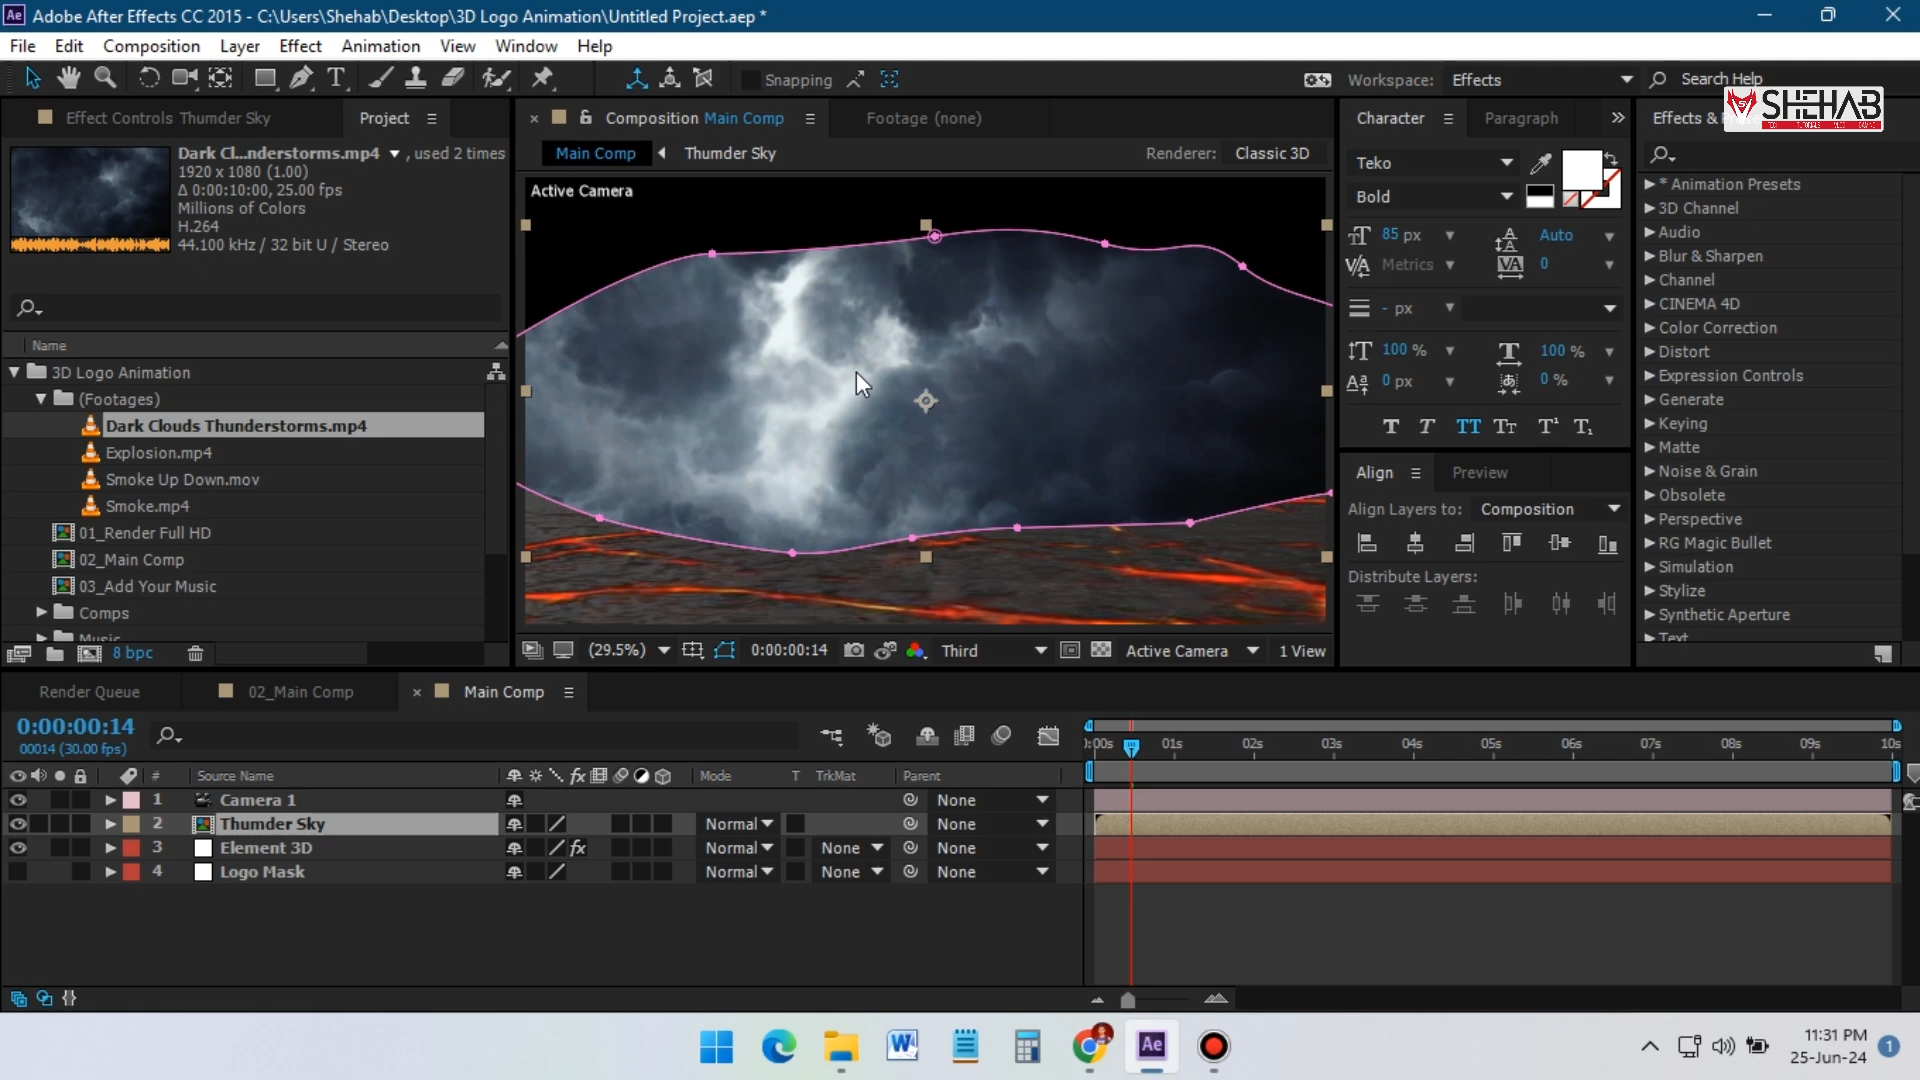 Adobe After Effects CC 2015 - C:\Users\Shehab\Desktop\3D Logo Animation\Untitled Project.aep *
File Edit Composition Layer Effect Animation View Window Help
Snapping
Workspace: Effects
Search Help
SHEHAB
Effect Controls Thumder Sky
Project
Composition Main Comp
Footage (none)
Character
Paragraph
Effects &
Dark Cl...nderstorms.mp4 , used 2 times
1920 x 1080 (1.00)
Δ 0:00:10:00, 25.00 fps
Millions of Colors
H.264
44.100 kHz / 32 bit U / Stereo
Main Comp
Thumder Sky
Renderer: Classic 3D
Active Camera
Teko
Bold
85 px
Auto
Metrics
0
- px
100 %
100 %
0 px
0 %
Align
Preview
Align Layers to: Composition
Distribute Layers:
* Animation Presets
3D Channel
Audio
Blur & Sharpen
Channel
CINEMA 4D
Color Correction
Distort
Expression Controls
Generate
Keying
Matte
Noise & Grain
Obsolete
Perspective
RG Magic Bullet
Simulation
Stylize
Synthetic Aperture
Text
Name
3D Logo Animation
(Footages)
Dark Clouds Thunderstorms.mp4
Explosion.mp4
Smoke Up Down.mov
Smoke.mp4
01_Render Full HD
02_Main Comp
03_Add Your Music
Comps
Music
8 bpc
(29.5%)
0:00:00:14
Third
Active Camera
1 View
Render Queue
02_Main Comp
Main Comp
0:00:00:14
00014 (30.00 fps)
# Source Name
Mode T TrkMat Parent
:00s 01s 02s 03s 04s 05s 06s 07s 08s 09s 10s
1 Camera 1 None
2 Thumder Sky Normal None
3 Element 3D fx Normal None None
4 Logo Mask Normal None None
11:31 PM
25-Jun-24
1